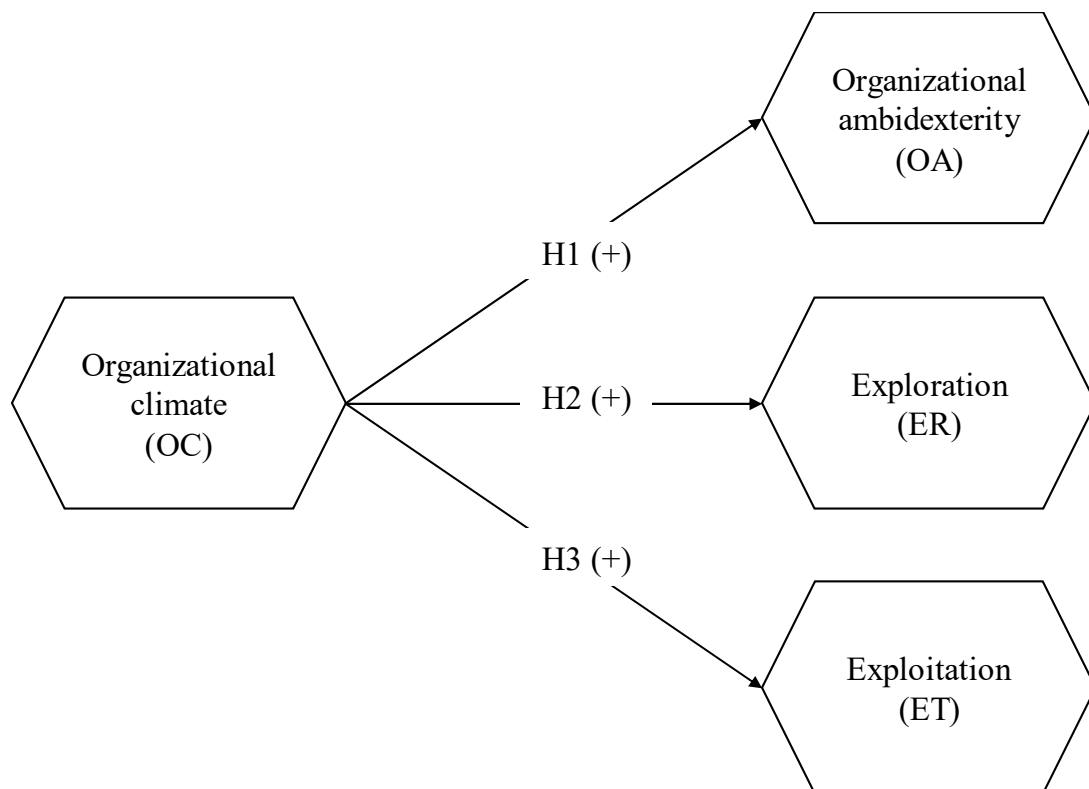 Organizational
ambidexterity
(OA)
H1 (+)
Organizational
climate
(OC)
H2 (+)
Exploration
(ER)
H3 (+)
Exploitation
(ET)